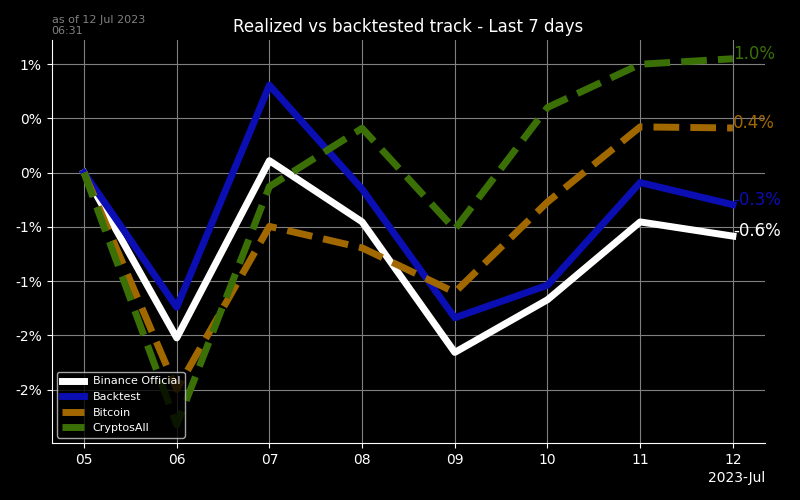 as of 12 Jul 2023
06:31
Realized vs backtested track - Last 7 days
1%
0%
0%
-1%
-1%
-2%
-2%
1.0%
0.4%
-0.3%
-0.6%
Binance Official
Backtest
Bitcoin
CryptosAll
05 06 07 08 09 10 11 12
2023-Jul